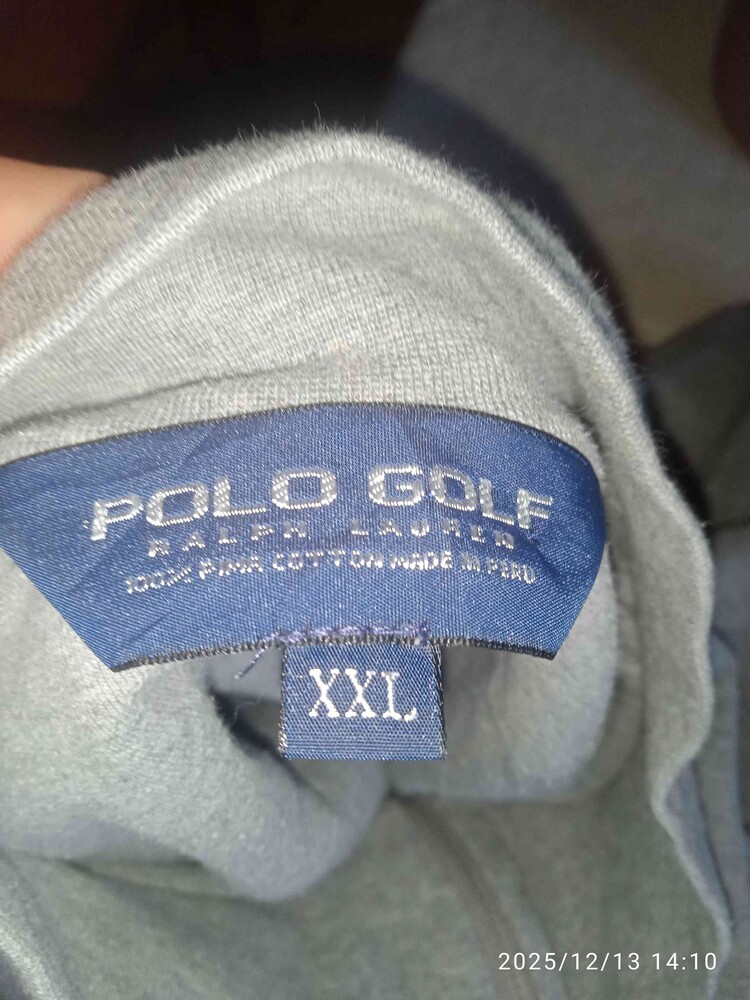 POLO GOLF
RALPH LAUREN
100% PIMA COTTON MADE IN PERU
XXL
2025/12/13 14:10